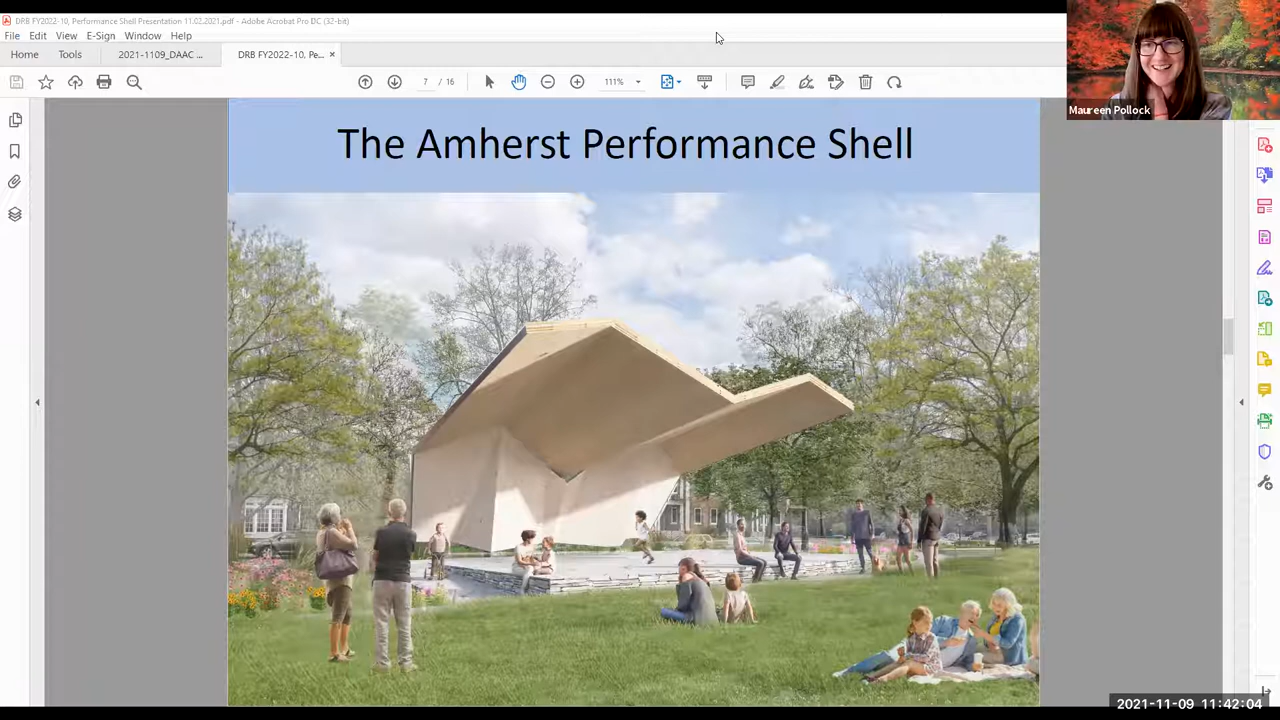 DRB FY2022-10, Performance Shell Presentation 11.02.2021.pdf - Adobe Acrobat Pro DC (32-bit)
File Edit View E-Sign Window Help
Home Tools 2021-1109_DAAC ... DRB FY2022-10, Pe... ×
7 / 16 111%
Maureen Pollock
The Amherst Performance Shell
2021-11-09 11:42:04